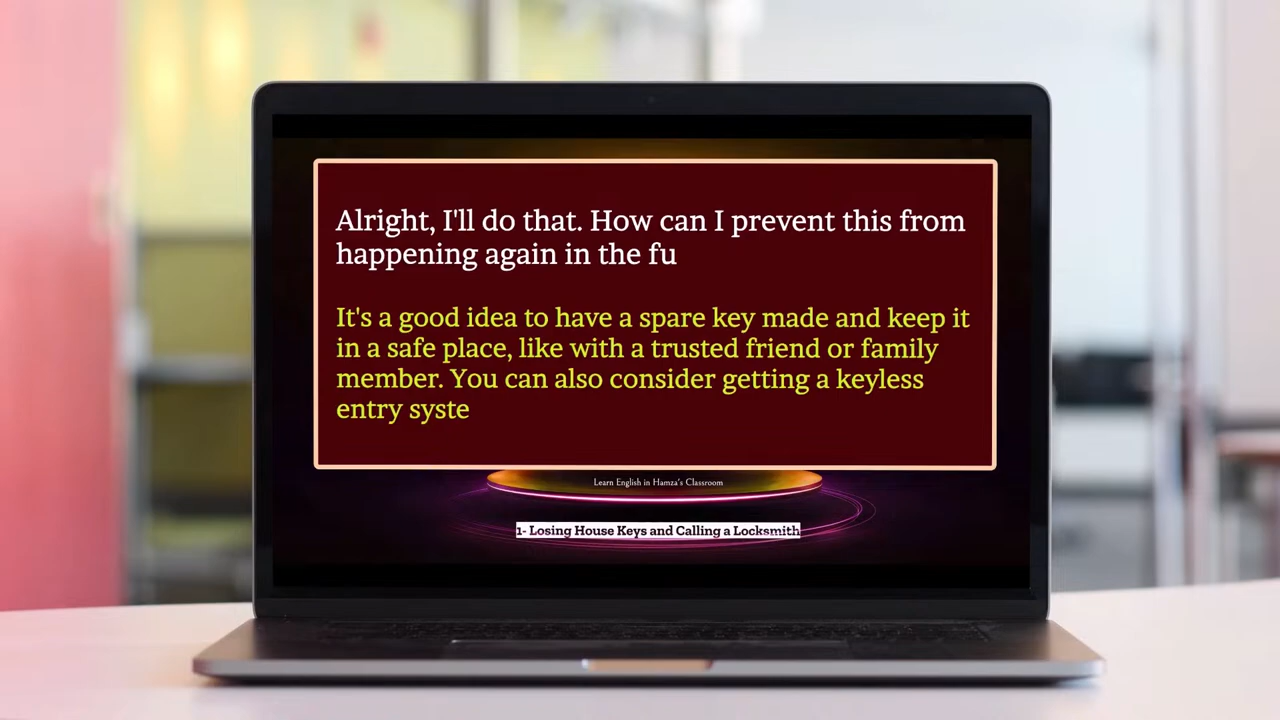 Alright, I'll do that. How can I prevent this from
happening again in the fu
It's a good idea to have a spare key made and keep it
in a safe place, like with a trusted friend or family
member. You can also consider getting a keyless
entry syste
Learn English in Hamza's Classroom
1- Losing House Keys and Calling a Locksmith